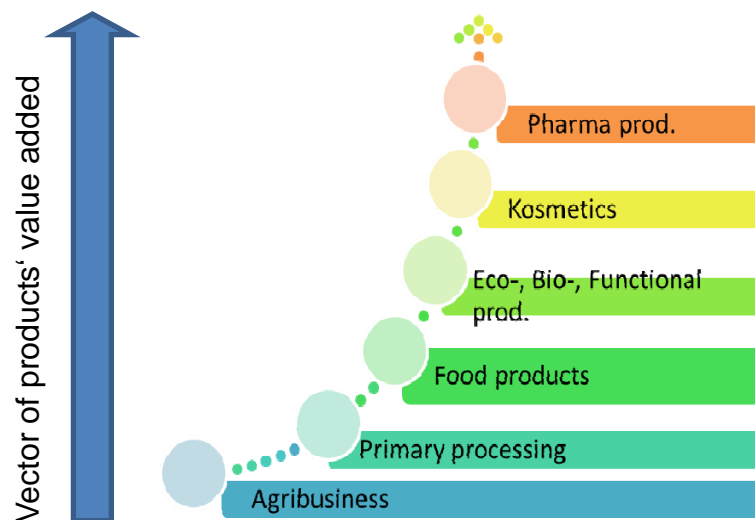 Vector of products‘ value added
Pharma prod.
Kosmetics
Eco-, Bio-, Functional
prod.
Food products
Primary processing
Agribusiness